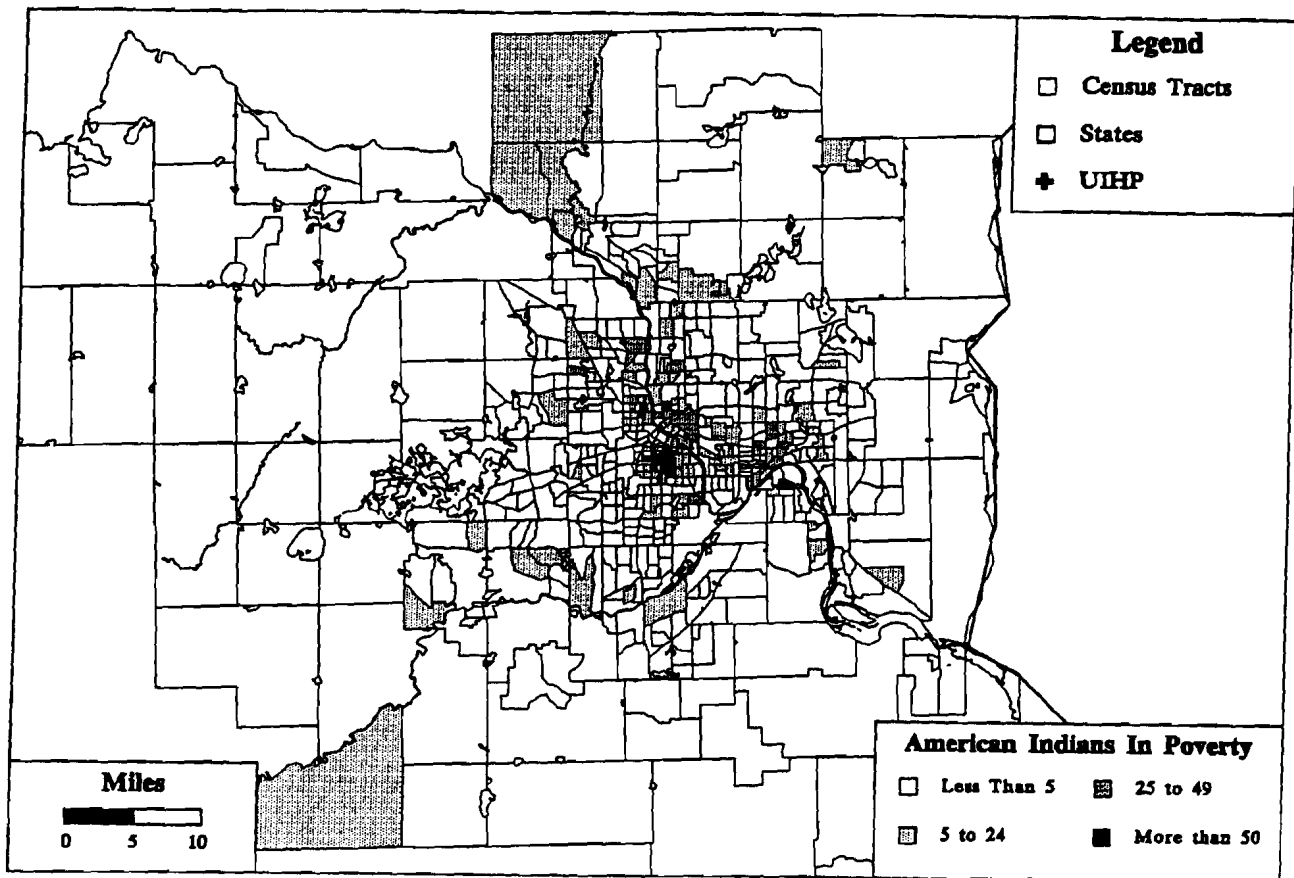 Legend
Census Tracts
States
UIHP
Miles
0 5 10
American Indians In Poverty
Less Than 5
25 to 49
5 to 24
More than 50